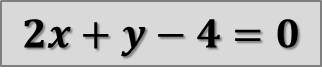 2x + y − 4 = 0